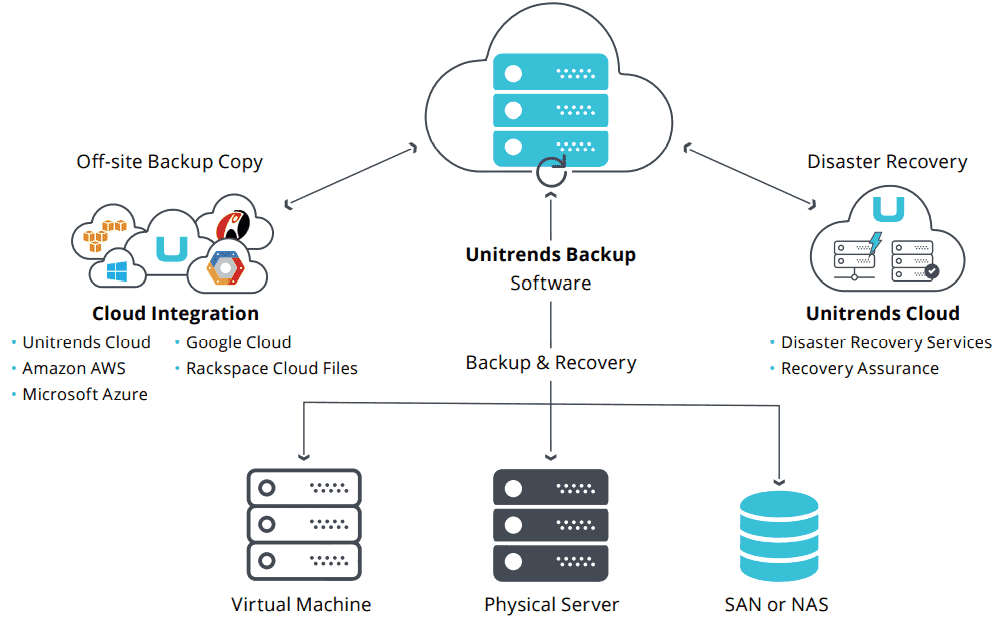 Off-site Backup Copy
Disaster Recovery
Unitrends Backup
Software
Cloud Integration
• Unitrends Cloud
• Amazon AWS
• Microsoft Azure
• Google Cloud
• Rackspace Cloud Files
Unitrends Cloud
• Disaster Recovery Services
• Recovery Assurance
Backup & Recovery
Virtual Machine
Physical Server
SAN or NAS